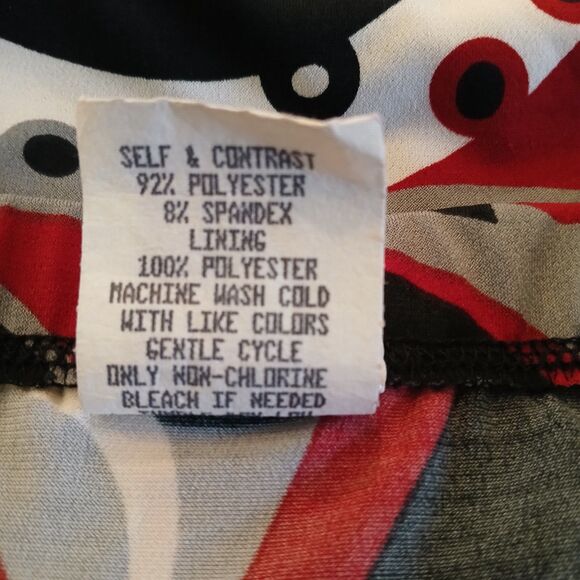 SELF & CONTRAST
92% POLYESTER
8% SPANDEX
LINING
100% POLYESTER
MACHINE WASH COLD
WITH LIKE COLORS
GENTLE CYCLE
ONLY NON-CHLORINE
BLEACH IF NEEDED